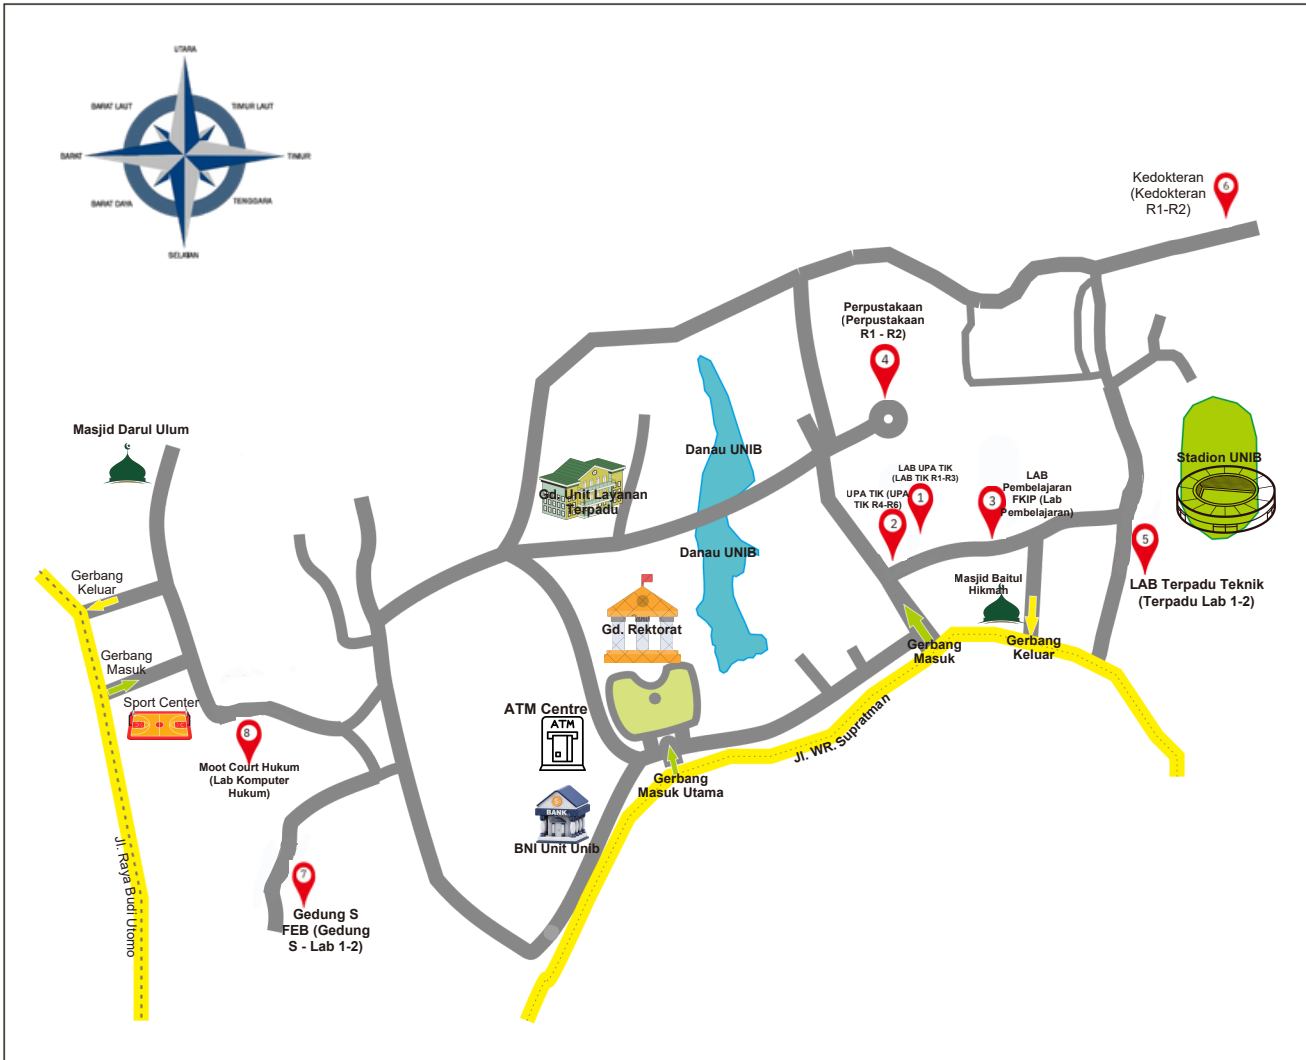 UTARA
BARAT LAUT
TIMUR LAUT
BARAT
TIMUR
BARAT DAYA
TENGGARA
SELATAN
Kedokteran
(Kedokteran
R1-R2)
6
Perpustakaan
(Perpustakaan
R1 - R2)
4
Masjid Darul Ulum
Danau UNIB
Stadion UNIB
Gd. Unit Layanan
Terpadu
LAB UPA TIK
(LAB TIK R1-R3)
1
UPA TIK (UPA
TIK R4-R6)
2
LAB
Pembelajaran
FKIP (Lab
Pembelajaran)
3
5
LAB Terpadu Teknik
(Terpadu Lab 1-2)
Danau UNIB
Masjid Baitul
Hikmah
Gerbang
Keluar
Gd. Rektorat
Gerbang
Masuk
Gerbang
Keluar
Gerbang
Masuk
Sport Center
ATM Centre
ATM
8
Moot Court Hukum
(Lab Komputer
Hukum)
Jl. WR. Supratman
Gerbang
Masuk Utama
BANK
BNI Unit Unib
Jl. Raya Budi Utomo
7
Gedung S
FEB (Gedung
S - Lab 1-2)